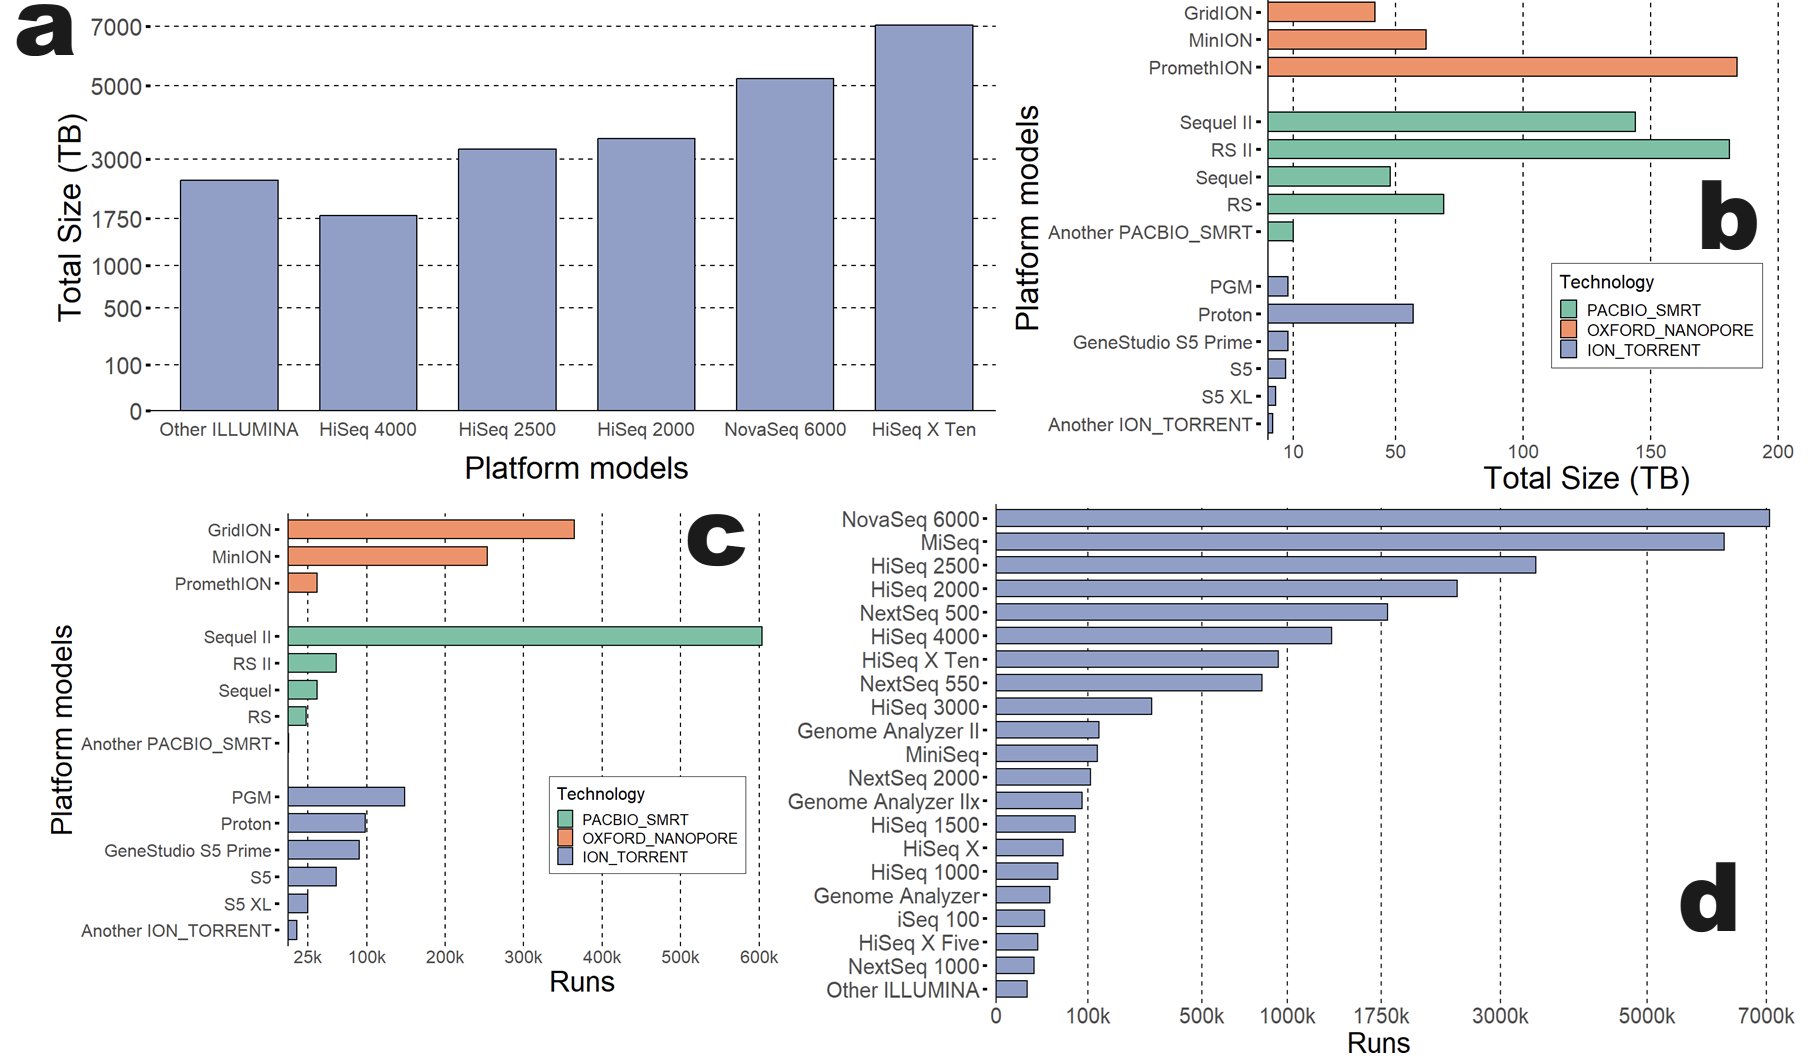 a
Total Size (TB)
7000
5000
3000
1750
1000
500
100
0
Other ILLUMINA HiSeq 4000 HiSeq 2500 HiSeq 2000 NovaSeq 6000 HiSeq X Ten
Platform models
b
Platform models
GridION
MinION
PromethION
Sequel II
RS II
Sequel
RS
Another PACBIO_SMRT
PGM
Proton
GeneStudio S5 Prime
S5
S5 XL
Another ION_TORRENT
10 50 100 150 200
Total Size (TB)
Technology
PACBIO_SMRT
OXFORD_NANOPORE
ION_TORRENT
c
Platform models
GridION
MinION
PromethION
Sequel II
RS II
Sequel
RS
Another PACBIO_SMRT
PGM
Proton
GeneStudio S5 Prime
S5
S5 XL
Another ION_TORRENT
25k 100k 200k 300k 400k 500k 600k
Runs
Technology
PACBIO_SMRT
OXFORD_NANOPORE
ION_TORRENT
d
NovaSeq 6000
MiSeq
HiSeq 2500
HiSeq 2000
NextSeq 500
HiSeq 4000
HiSeq X Ten
NextSeq 550
HiSeq 3000
Genome Analyzer II
MiniSeq
NextSeq 2000
Genome Analyzer IIx
HiSeq 1500
HiSeq X
HiSeq 1000
Genome Analyzer
iSeq 100
HiSeq X Five
NextSeq 1000
Other ILLUMINA
0 100k 500k 1000k 1750k 3000k 5000k 7000k
Runs